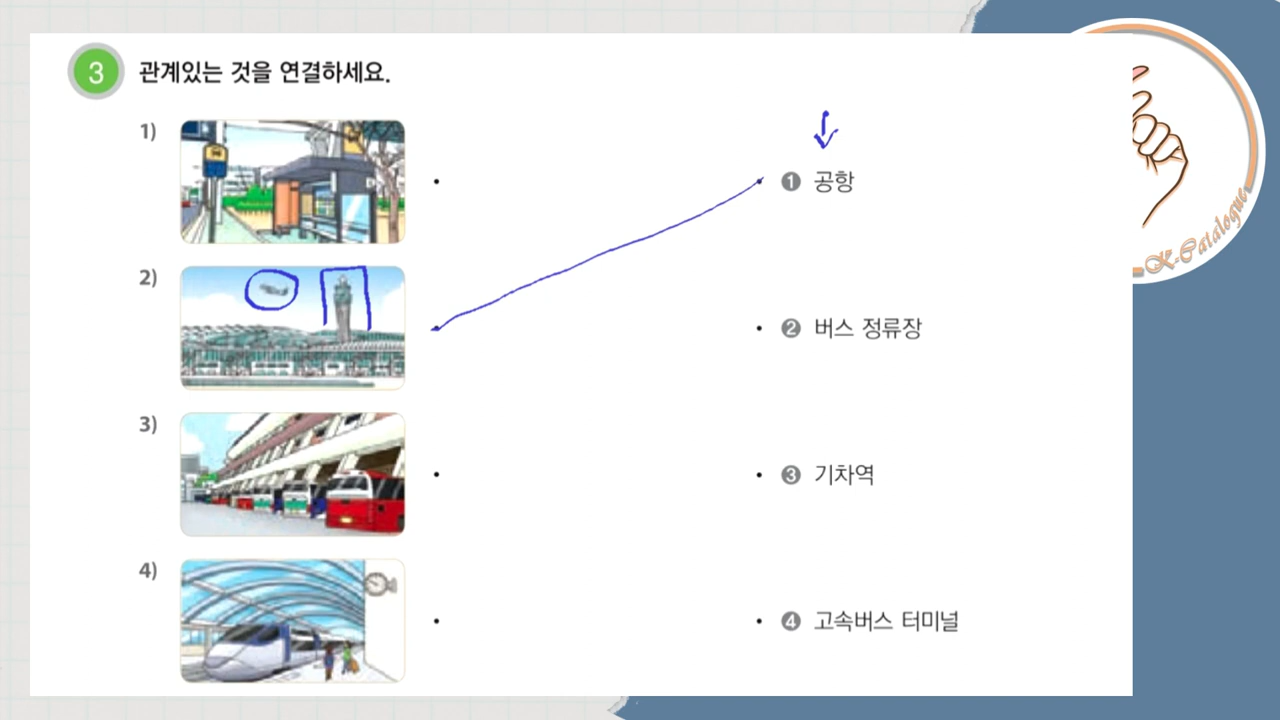 3 관계있는 것을 연결하세요.
1)
❶ 공항
2)
❷ 버스 정류장
3)
❸ 기차역
4)
❹ 고속버스 터미널
K-Catalogue